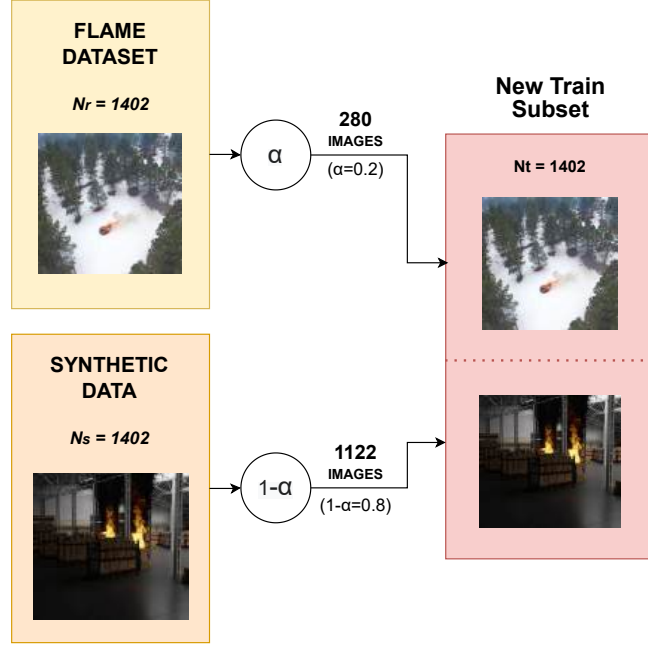 FLAME
DATASET
Nr = 1402
α
280
IMAGES
(α=0.2)
New Train
Subset
Nt = 1402
SYNTHETIC
DATA
Ns = 1402
1-α
1122
IMAGES
(1-α=0.8)